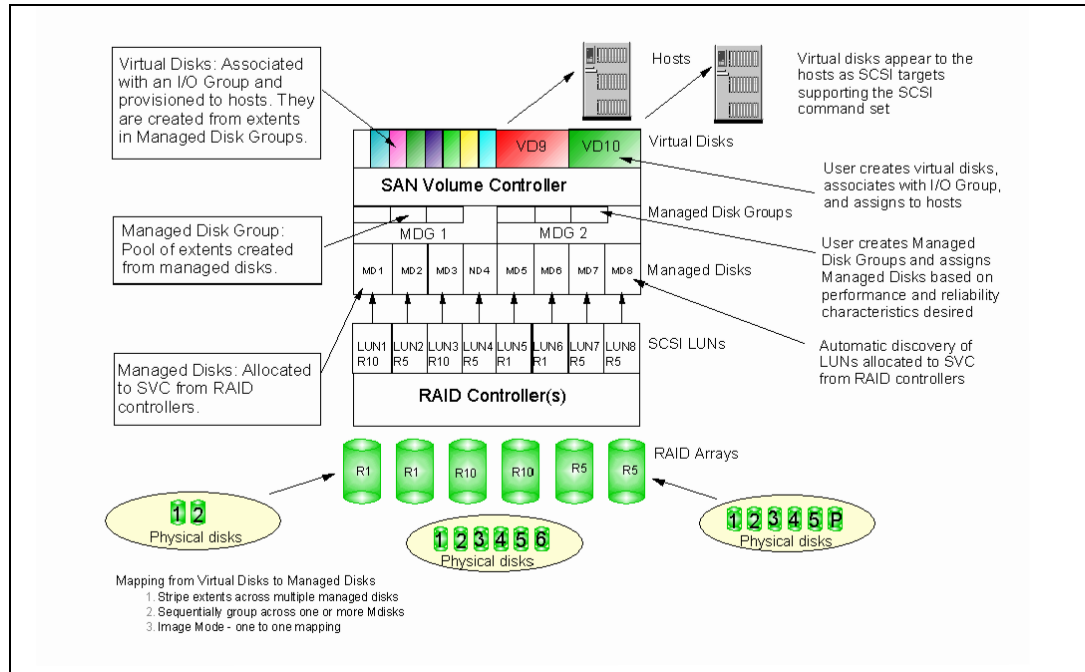 Virtual Disks: Associated
with an I/O Group and
provisioned to hosts. They
are created from extents
in Managed Disk Groups.
Hosts
Virtual disks appear to the
hosts as SCSI targets
supporting the SCSI
command set
VD9
VD10
Virtual Disks
SAN Volume Controller
User creates virtual disks,
associates with I/O Group,
and assigns to hosts
Managed Disk Group:
Pool of extents created
from managed disks.
Managed Disk Groups
MDG 1
MDG 2
User creates Managed
Disk Groups and assigns
Managed Disks based on
performance and reliability
characteristics desired
MD1
MD2
MD3
ND4
MD5
MD6
MD7
MD8
Managed Disks
Managed Disks: Allocated
to SVC from RAID
controllers.
LUN1
R10
LUN2
R5
LUN3
R10
LUN4
R5
LUN5
R1
LUN6
R1
LUN7
R5
LUN8
R5
SCSI LUNs
Automatic discovery of
LUNs allocated to SVC
from RAID controllers
RAID Controller(s)
R1
R1
R10
R10
R5
R5
RAID Arrays
1 2
Physical disks
1 2 3 4 5 6
Physical disks
1 2 3 4 5 P
Physical disks
Mapping from Virtual Disks to Managed Disks
1. Stripe extents across multiple managed disks
2. Sequentially group across one or more Mdisks
3. Image Mode - one to one mapping